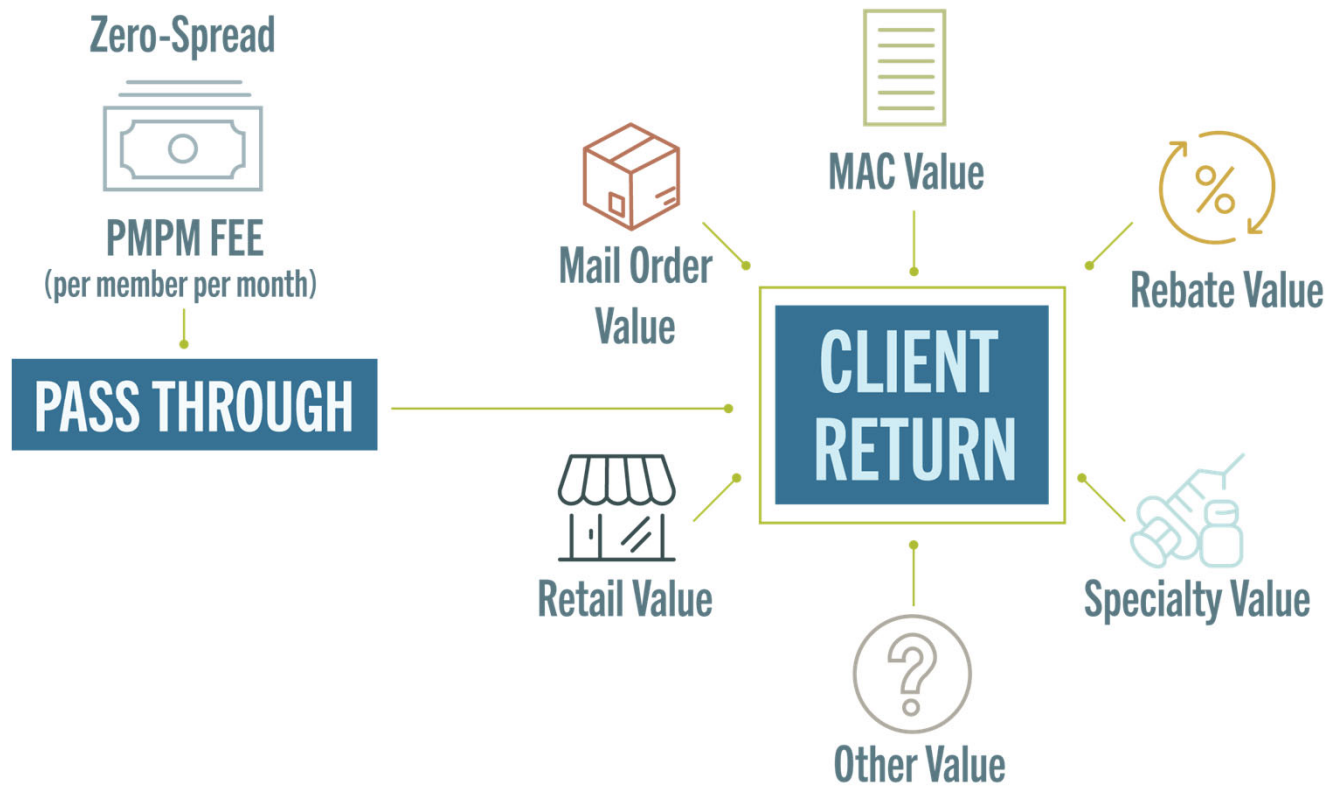 Zero-Spread
PMPM FEE
(per member per month)
PASS THROUGH
MAC Value
Mail Order
Value
Rebate Value
CLIENT
RETURN
Retail Value
Specialty Value
Other Value